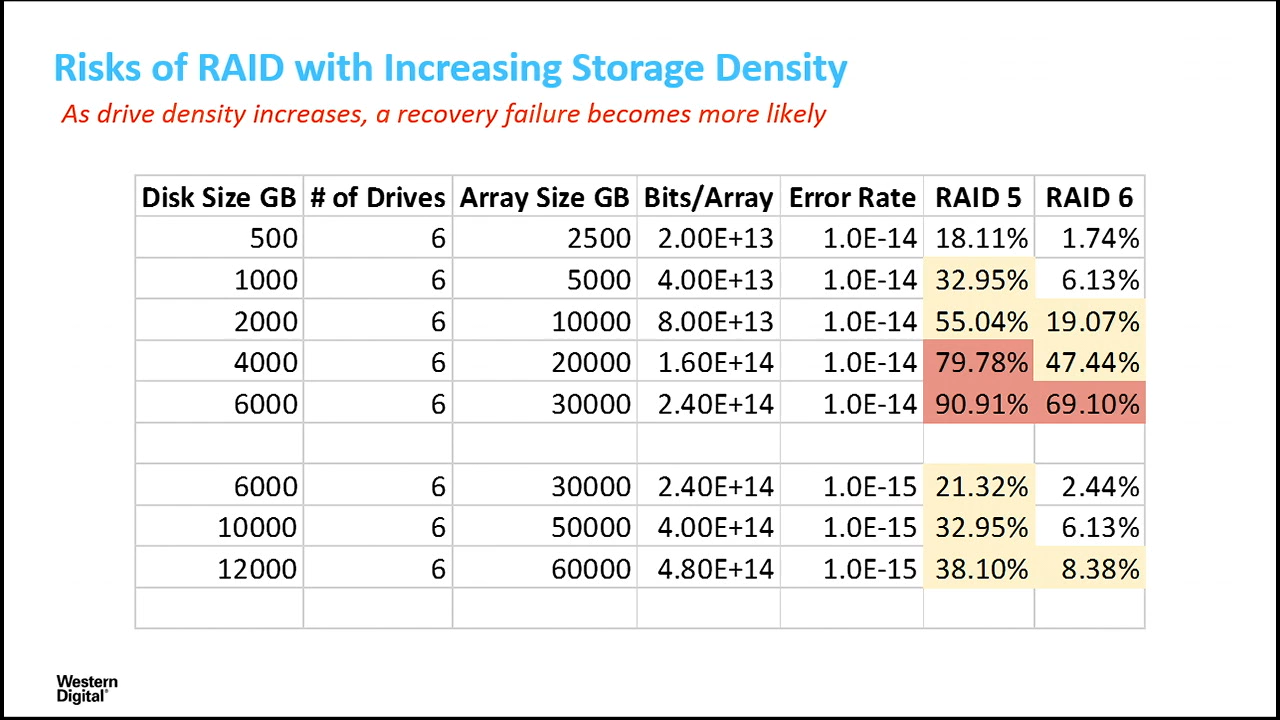 Risks of RAID with Increasing Storage Density
As drive density increases, a recovery failure becomes more likely
Disk Size GB # of Drives Array Size GB Bits/Array Error Rate RAID 5 RAID 6
500 6 2500 2.00E+13 1.0E-14 18.11% 1.74%
1000 6 5000 4.00E+13 1.0E-14 32.95% 6.13%
2000 6 10000 8.00E+13 1.0E-14 55.04% 19.07%
4000 6 20000 1.60E+14 1.0E-14 79.78% 47.44%
6000 6 30000 2.40E+14 1.0E-14 90.91% 69.10%
6000 6 30000 2.40E+14 1.0E-15 21.32% 2.44%
10000 6 50000 4.00E+14 1.0E-15 32.95% 6.13%
12000 6 60000 4.80E+14 1.0E-15 38.10% 8.38%
Western
Digital®